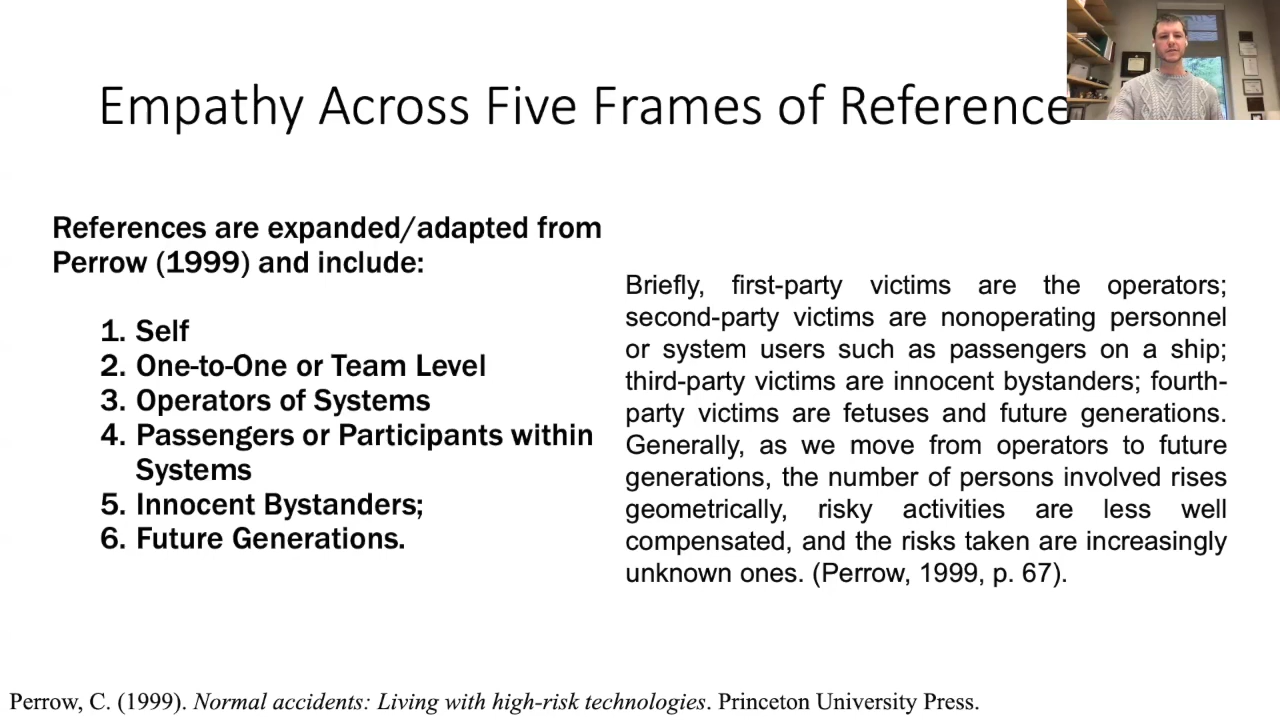 Empathy Across Five Frames of Reference
References are expanded/adapted from
Perrow (1999) and include:
1. Self
2. One-to-One or Team Level
3. Operators of Systems
4. Passengers or Participants within
Systems
5. Innocent Bystanders;
6. Future Generations.
Briefly, first-party victims are the operators;
second-party victims are nonoperating personnel
or system users such as passengers on a ship;
third-party victims are innocent bystanders; fourth-
party victims are fetuses and future generations.
Generally, as we move from operators to future
generations, the number of persons involved rises
geometrically, risky activities are less well
compensated, and the risks taken are increasingly
unknown ones. (Perrow, 1999, p. 67).
Perrow, C. (1999). Normal accidents: Living with high-risk technologies. Princeton University Press.